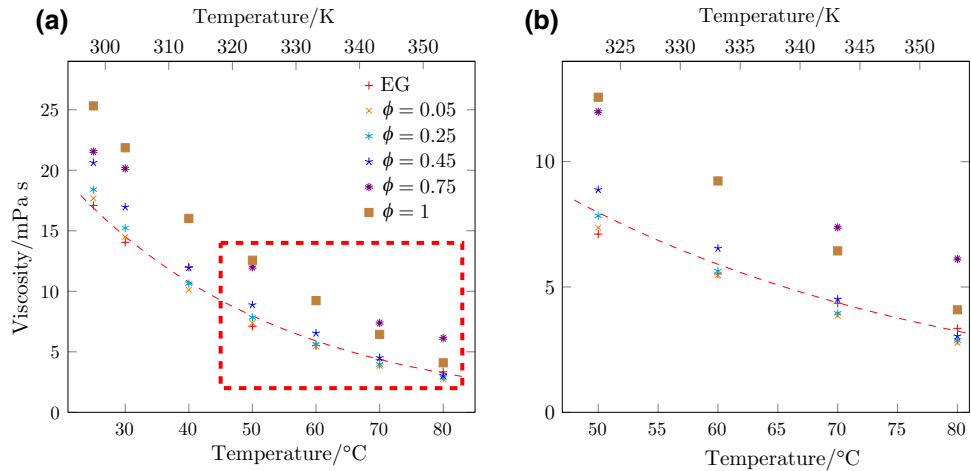 (a)
Temperature/K
300 310 320 330 340 350
Viscosity/mPa s
25
20
15
10
5
0
EG
ϕ = 0.05
ϕ = 0.25
ϕ = 0.45
ϕ = 0.75
ϕ = 1
30 40 50 60 70 80
Temperature/°C
(b)
Temperature/K
325 330 335 340 345 350
10
5
0
50 55 60 65 70 75 80
Temperature/°C